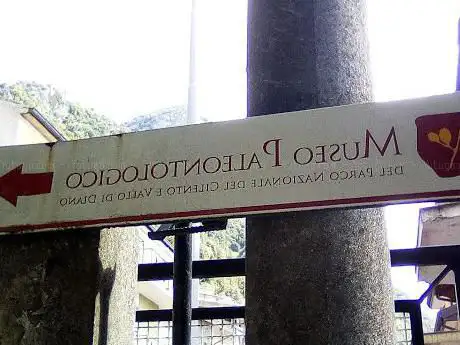 Museo Paleontologico
del Parco Nazionale del Cilento e Vallo di Diano